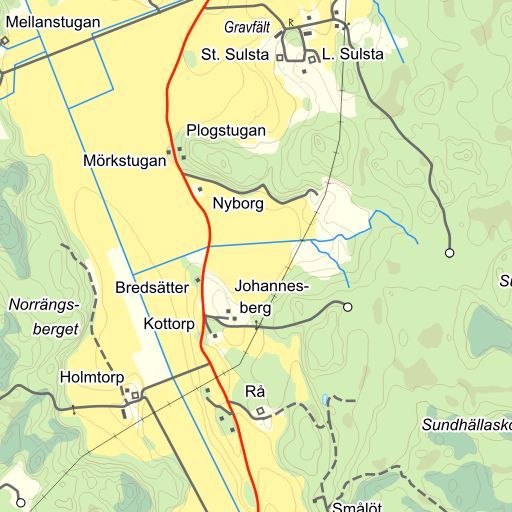 Gravfält
Mellanstugan
St. Sulsta
L. Sulsta
Plogstugan
Mörkstugan
Nyborg
Bredsätter
Johannes-
berg
Norrängs-
berget
Kottorp
Holmtorp
Rå
Sundhällasko
Smålöt